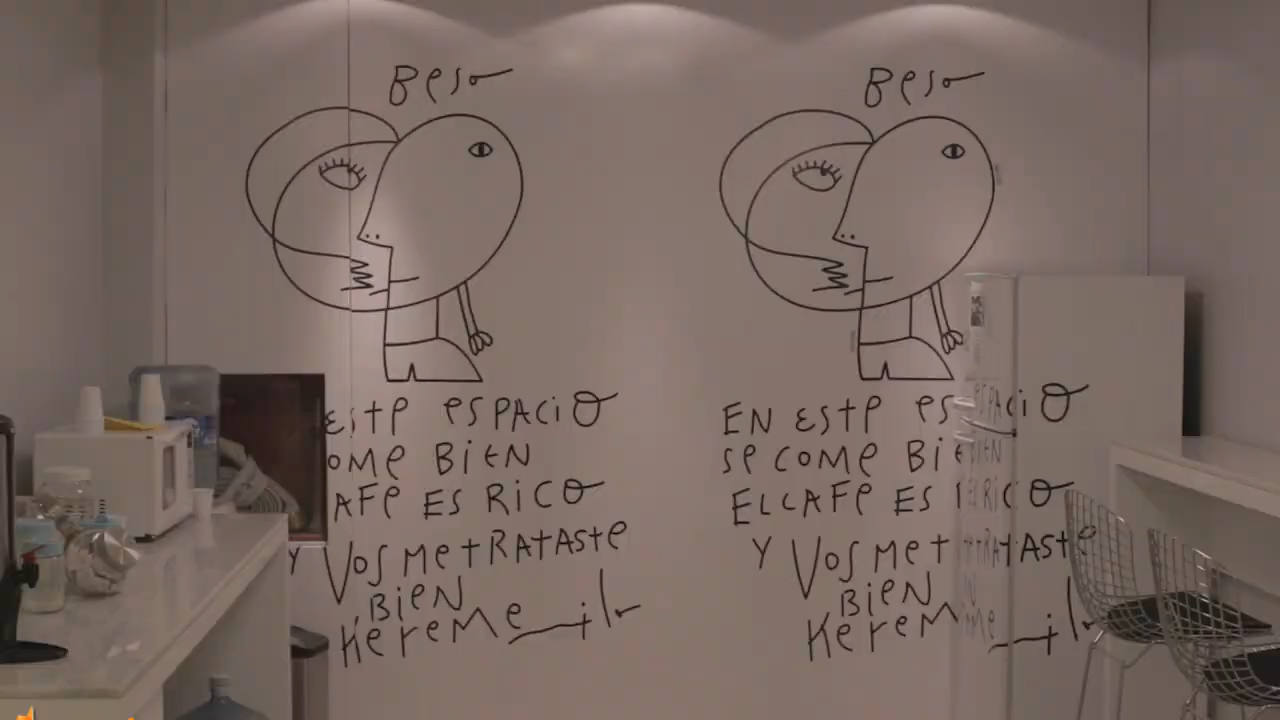 Beso
Beso
ESTE ESPACIO
OME BIEN
AFE ES RICO
Y VOS ME TRATASTE
BIEN
KEREME
EN ESTE ESPACIO
SE COME BIEN
EL CAFE ES RICO
Y VOS ME TRATASTE
BIEN
KEREME